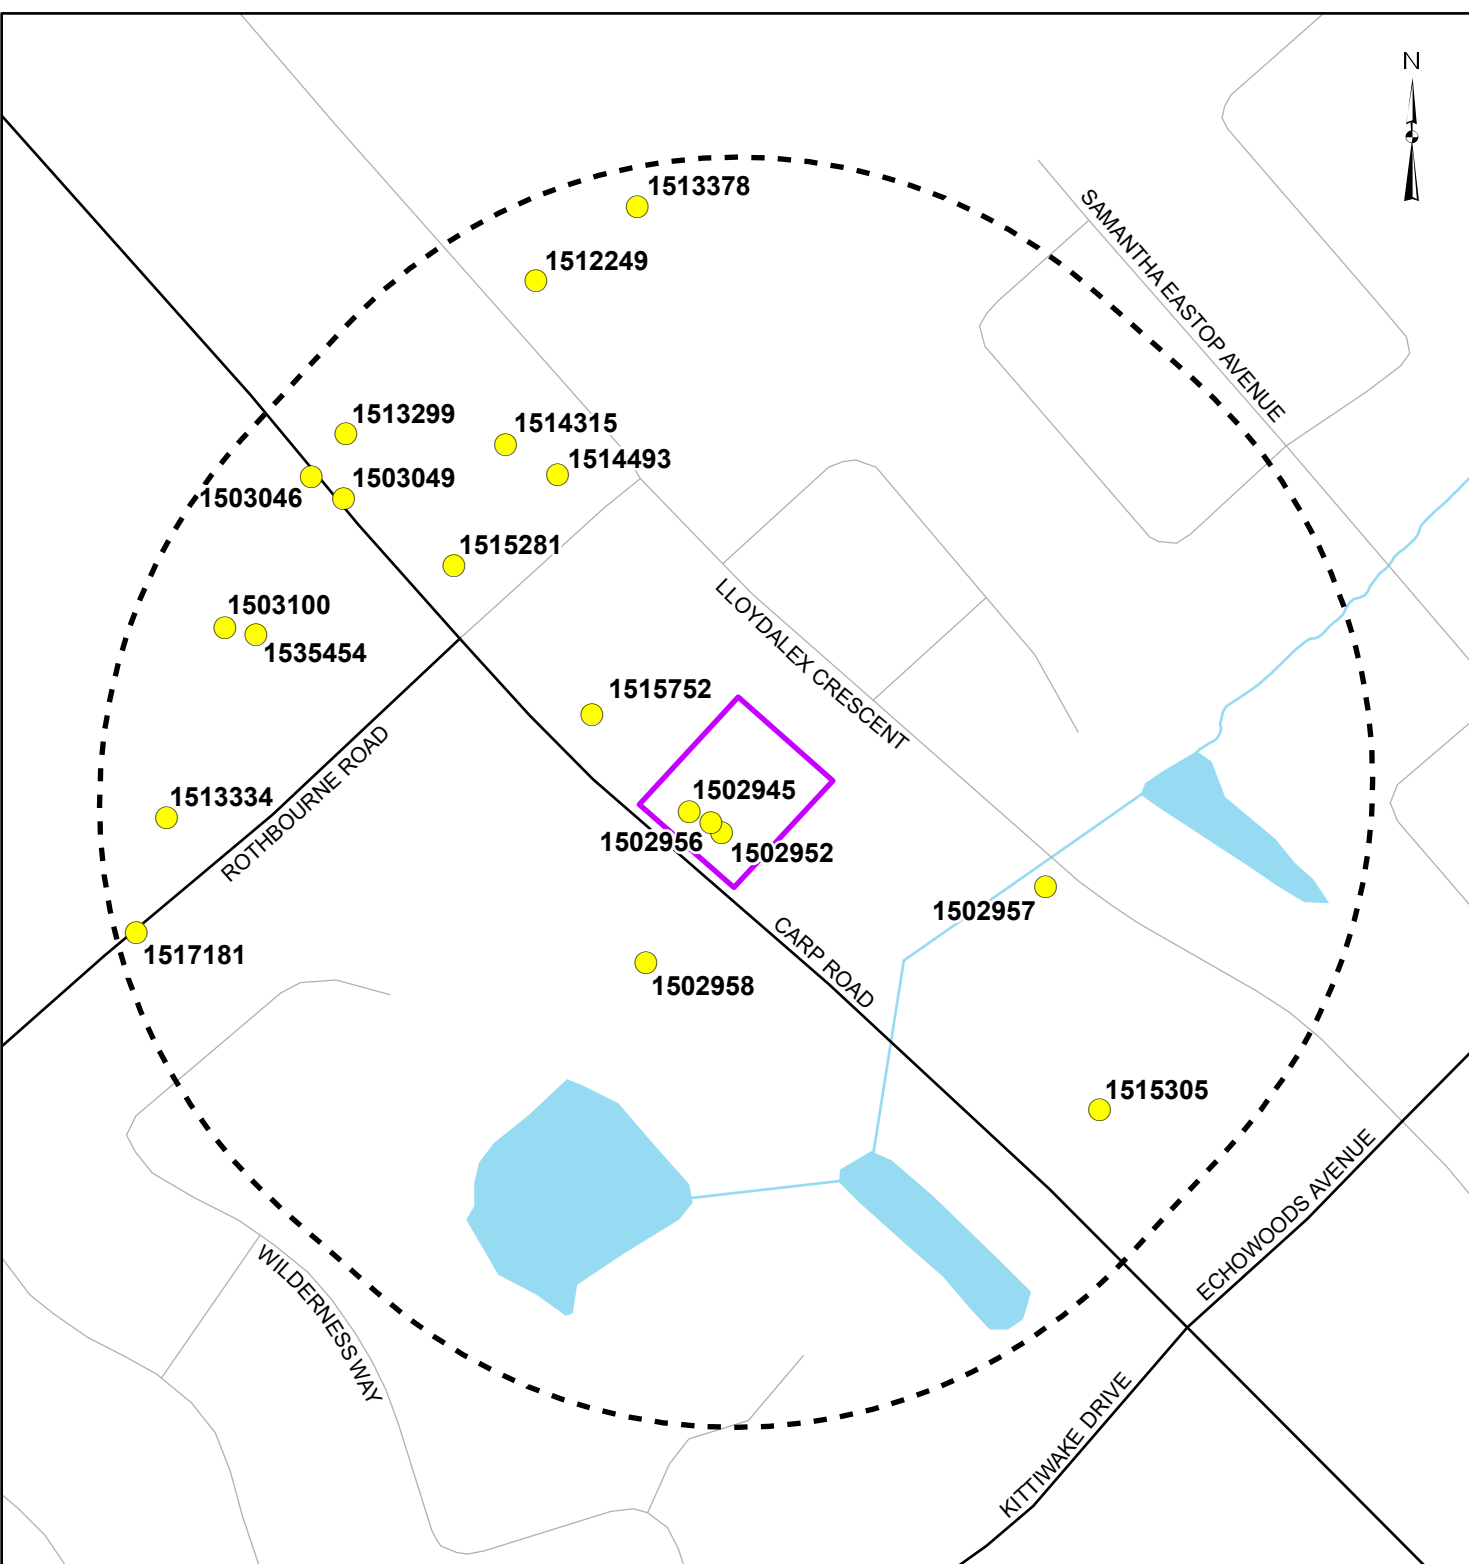 N
1513378
SAMANTHA EASTOP AVENUE
1512249
1513299
1514315
1514493
1503049
1503046
1515281
LLOYDALEX CRESCENT
1503100
1535454
1515752
ROTHBOURNE ROAD
1513334
1502945
1502956
1502952
1502957
CARP ROAD
1517181
1502958
1515305
ECHOWOODS AVENUE
WILDERNESS WAY
KITTIWAKE DRIVE